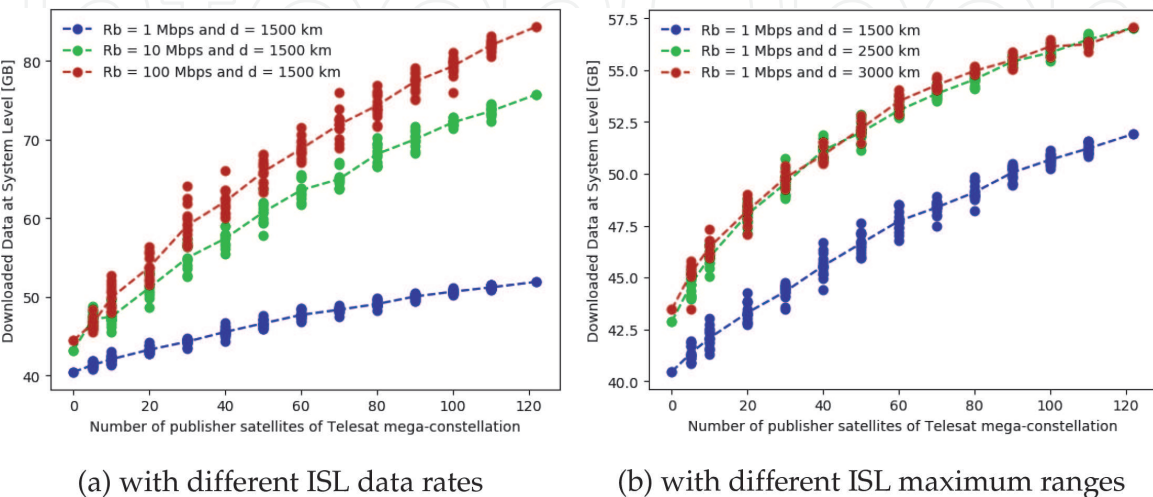 Rb = 1 Mbps and d = 1500 km
Rb = 10 Mbps and d = 1500 km
Rb = 100 Mbps and d = 1500 km
Downloaded Data at System Level [GB]
80
70
60
50
40
0 20 40 60 80 100 120
Number of publisher satellites of Telesat mega-constellation
(a) with different ISL data rates
Rb = 1 Mbps and d = 1500 km
Rb = 1 Mbps and d = 2500 km
Rb = 1 Mbps and d = 3000 km
Downloaded Data at System Level [GB]
57.5
55.0
52.5
50.0
47.5
45.0
42.5
40.0
0 20 40 60 80 100 120
Number of publisher satellites of Telesat mega-constellation
(b) with different ISL maximum ranges